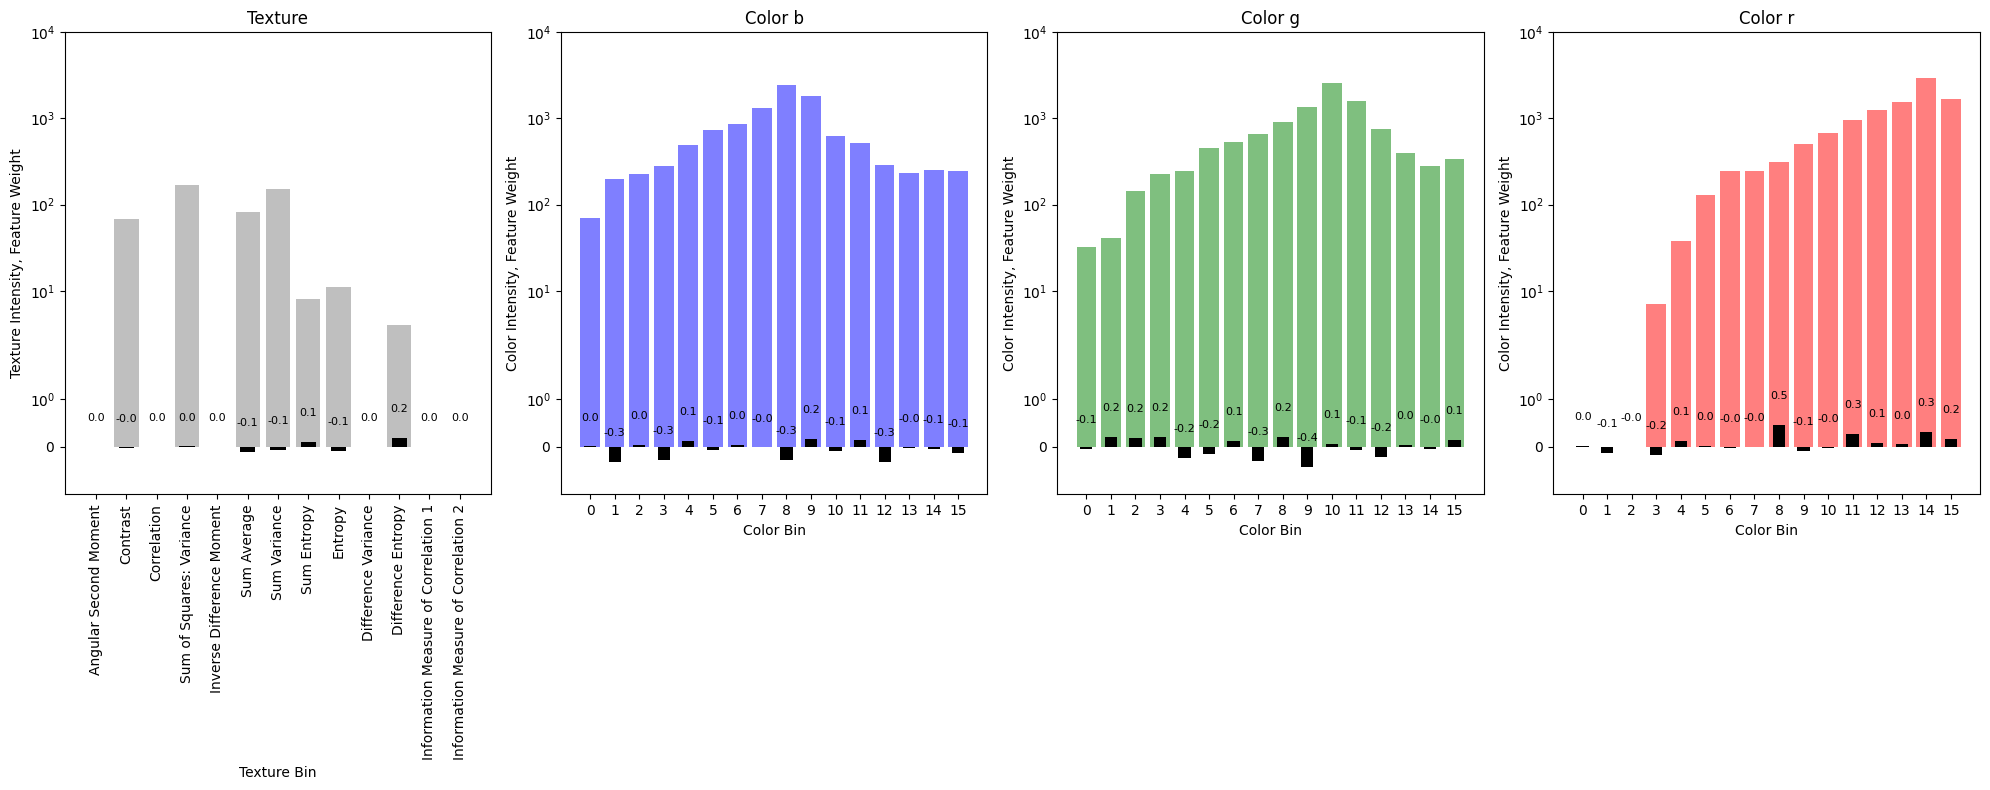 Texture
Color b
Color g
Color r
Texture Intensity, Feature Weight
10^4
10^3
10^2
10^1
10^0
0
0.0 -0.0 0.0 0.0 0.0 -0.1 -0.1 0.1 -0.1 0.0 0.2 0.0 0.0
Angular Second Moment
Contrast
Correlation
Sum of Squares: Variance
Inverse Difference Moment
Sum Average
Sum Variance
Sum Entropy
Entropy
Difference Variance
Difference Entropy
Information Measure of Correlation 1
Information Measure of Correlation 2
Texture Bin
Color Intensity, Feature Weight
10^4
10^3
10^2
10^1
10^0
0
0.0 -0.3 0.0 -0.3 0.1 -0.1 0.0 -0.0 -0.3 0.2 -0.1 0.1 -0.3 -0.0 -0.1 -0.1
0 1 2 3 4 5 6 7 8 9 10 11 12 13 14 15
Color Bin
Color Intensity, Feature Weight
10^4
10^3
10^2
10^1
10^0
0
-0.1 0.2 0.2 0.2 -0.2 -0.2 0.1 -0.3 0.2 -0.4 0.1 -0.1 -0.2 0.0 -0.0 0.1
0 1 2 3 4 5 6 7 8 9 10 11 12 13 14 15
Color Bin
Color Intensity, Feature Weight
10^4
10^3
10^2
10^1
10^0
0
0.0 -0.1 -0.0 -0.2 0.1 0.0 -0.0 -0.0 0.5 -0.1 -0.0 0.3 0.1 0.0 0.3 0.2
0 1 2 3 4 5 6 7 8 9 10 11 12 13 14 15
Color Bin